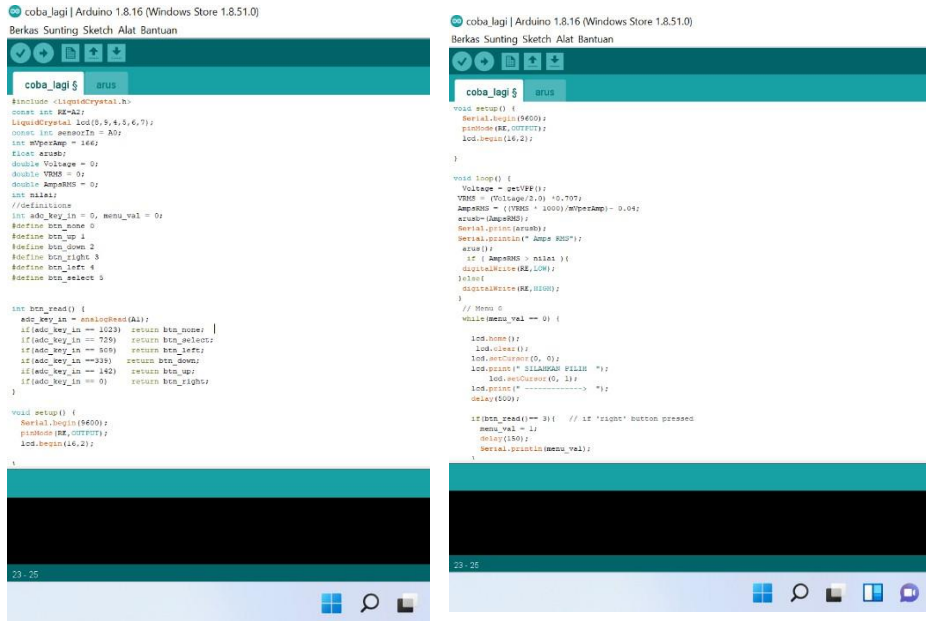 coba_lagi | Arduino 1.8.16 (Windows Store 1.8.51.0)
Berkas Sunting Sketch Alat Bantuan
coba_lagi § arus
#include <LiquidCrystal.h>
const int RE=A2;
LiquidCrystal lcd(8,9,4,5,6,7);
const int sensorIn = A0;
int mVperAmp = 166;
float arusb;
double Voltage = 0;
double VRMS = 0;
double AmpsRMS = 0;
int nilai;
//definitions
int adc_key_in = 0, menu_val = 0;
#define btn_none 0
#define btn_up 1
#define btn_down 2
#define btn_right 3
#define btn_left 4
#define btn_select 5
int btn_read() {
adc_key_in = analogRead(A1);
if(adc_key_in == 1023) return btn_none;
if(adc_key_in == 729) return btn_select;
if(adc_key_in == 509) return btn_left;
if(adc_key_in ==335) return btn_down;
if(adc_key_in == 142) return btn_up;
if(adc_key_in == 0) return btn_right;
}
void setup() {
Serial.begin(9600);
pinMode(RE,OUTPUT);
lcd.begin(16,2);
}
23 - 25
coba_lagi | Arduino 1.8.16 (Windows Store 1.8.51.0)
Berkas Sunting Sketch Alat Bantuan
coba_lagi § arus
void setup() {
Serial.begin(9600);
pinMode(RE,OUTPUT);
lcd.begin(16,2);
}
void loop() {
Voltage = getVPP();
VRMS = (Voltage/2.0) *0.707;
AmpsRMS = ((VRMS * 1000)/mVperAmp)- 0.04;
arusb=(AmpsRMS);
Serial.print(arusb);
Serial.println(" Amps RMS");
arus();
if ( AmpsRMS > nilai ){
digitalWrite(RE,LOW);
}else{
digitalWrite(RE,HIGH);
}
// Menu 0
while(menu_val == 0) {
lcd.home();
lcd.clear();
lcd.setCursor(0, 0);
lcd.print(" SILAHKAN PILIH ");
lcd.setCursor(0, 1);
lcd.print(" -------------> ");
delay(500);
if(btn_read()== 3){ // if 'right' button pressed
menu_val = 1;
delay(150);
Serial.println(menu_val);
}
23 - 25